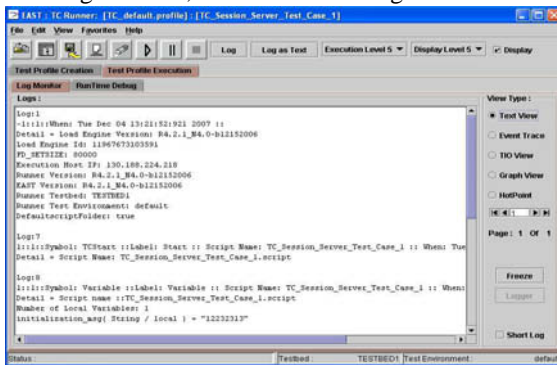 EAST : TC Runner: [TC_default.profile] : [TC_Session_Server_Test_Case_1]
File Edit View Favorites Help
Log Log as Text Execution Level 5 Display Level 5 Display
Test Profile Creation Test Profile Execution
Log Monitor RunTime Debug
Logs :
View Type :
Log:1
-1::1::When: Tue Dec 04 13:21:52:921 2007 ::
Detail = Load Engine Version: R4.2.1_N4.0-b12152006
Load Engine Id: 11967673103591
FD_SETSIZE: 80000
Execution Host IP: 130.188.224.218
Runner Version: R4.2.1_N4.0-b12152006
EAST Version: R4.2.1_N4.0-b12152006
Runner Testbed: TESTBED1
Runner Test Environment: default
DefaultscriptFolder: true
Log:7
1::1::Symbol: TCStart ::Label: Start :: Script Name: TC_Session_Server_Test_Case_1 :: When: Tue
Detail = Script Name: TC_Session_Server_Test_Case_1.script
Log:8
1::1::Symbol: Variable ::Label: Variable :: Script Name: TC_Session_Server_Test_Case_1 :: When:
Detail = Script name ::TC_Session_Server_Test_Case_1.script
Number of Local Variables: 1
initialization_msg( String / local ) = "12232313"
Text View
Event Trace
TIO View
Graph View
HotPoint
1
Page : 1 Of 1
Freeze
Logger
Short Log
Status : Testbed : TESTBED1 Test Environment : defaul